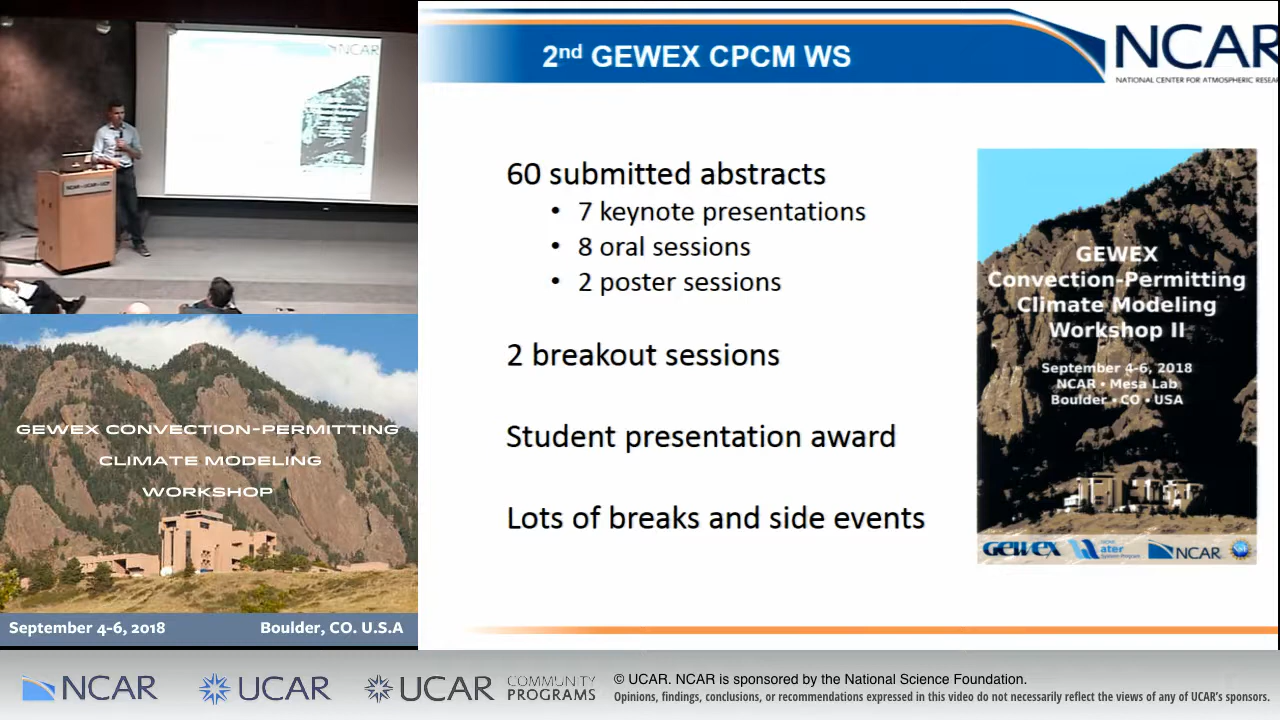 NCAR
NCAR • UCAR • UCP
2nd GEWEX CPCM WS
NCAR
NATIONAL CENTER FOR ATMOSPHERIC RESEA
60 submitted abstracts
• 7 keynote presentations
• 8 oral sessions
• 2 poster sessions
2 breakout sessions
Student presentation award
Lots of breaks and side events
GEWEX
Convection-Permitting
Climate Modeling
Workshop II
September 4-6, 2018
NCAR • Mesa Lab
Boulder • CO • USA
GEWEX
NCAR
GEWEX CONVECTION-PERMITTING
CLIMATE MODELING
WORKSHOP
September 4-6, 2018
Boulder, CO. U.S.A
NCAR
UCAR
UCAR
COMMUNITY
PROGRAMS
© UCAR. NCAR is sponsored by the National Science Foundation.
Opinions, findings, conclusions, or recommendations expressed in this video do not necessarily reflect the views of any of UCAR's sponsors.